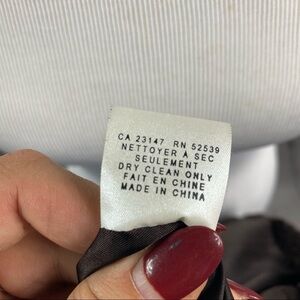 CA 23147 RN 52539
NETTOYER A SEC
SEULEMENT
DRY CLEAN ONLY
FAIT EN CHINE
MADE IN CHINA